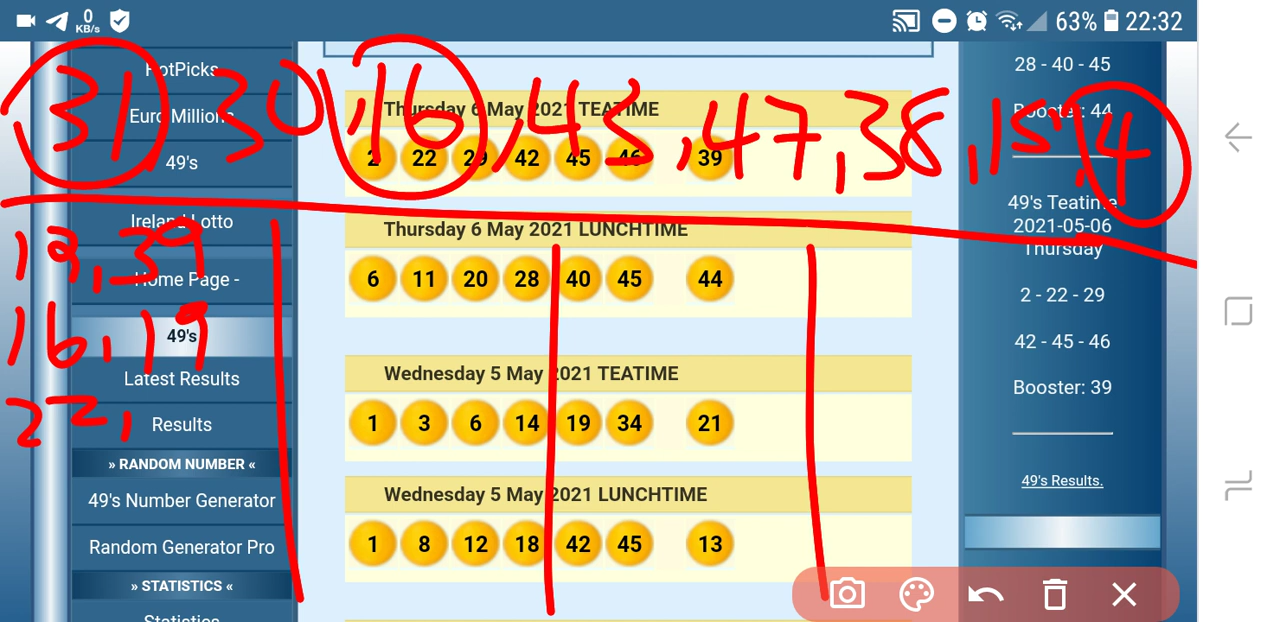 0 KB/s 63% 22:32
31, 30, 16, 43, 47, 38, 15, 4
HotPicks
Euro Millions
49's
Ireland Lotto
Home Page -
49's
Latest Results
Results
» RANDOM NUMBER «
49's Number Generator
Random Generator Pro
» STATISTICS «
Statistics
13, 39
16, 19
22,
Thursday 6 May 2021 TEATIME
2 22 29 42 45 46 39
Thursday 6 May 2021 LUNCHTIME
6 11 20 28 40 45 44
Wednesday 5 May 2021 TEATIME
1 3 6 14 19 34 21
Wednesday 5 May 2021 LUNCHTIME
1 8 12 18 42 45 13
28 - 40 - 45
Booster: 44
49's Teatime
2021-05-06
Thursday
2 - 22 - 29
42 - 45 - 46
Booster: 39
49's Results.